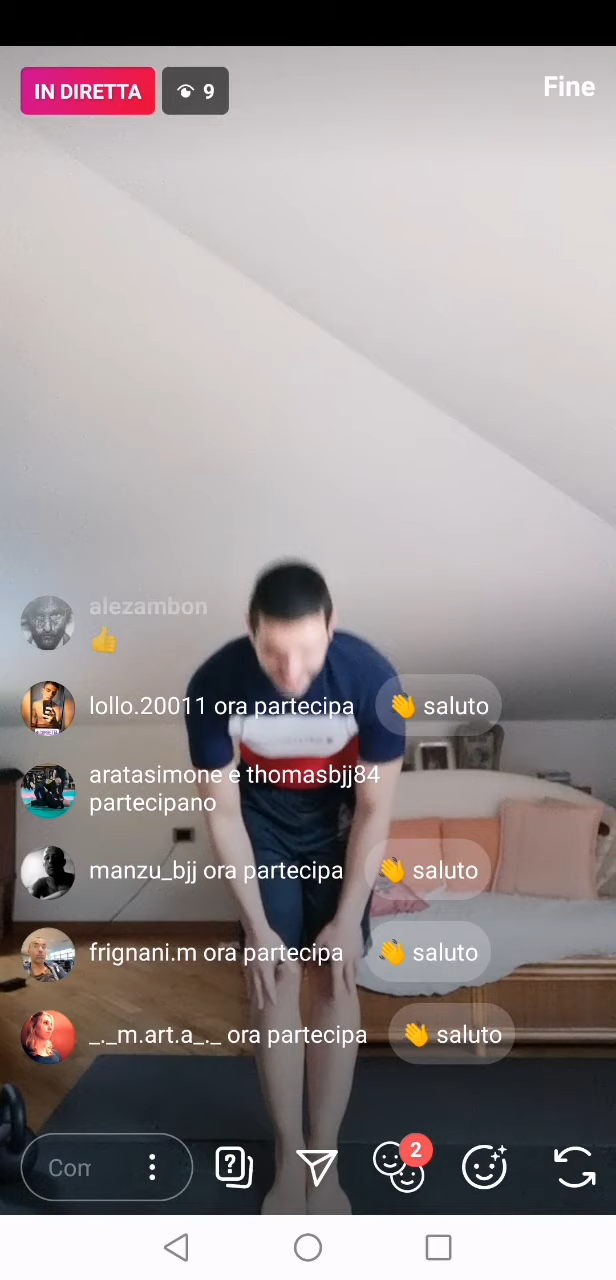 IN DIRETTA 9 Fine
alezambon
👍
lollo.20011 ora partecipa 👋 saluto
aratasimone e thomasbjj84
partecipano
manzu_bjj ora partecipa 👋 saluto
frignani.m ora partecipa 👋 saluto
_._m.art.a_._ ora partecipa 👋 saluto
Com
2